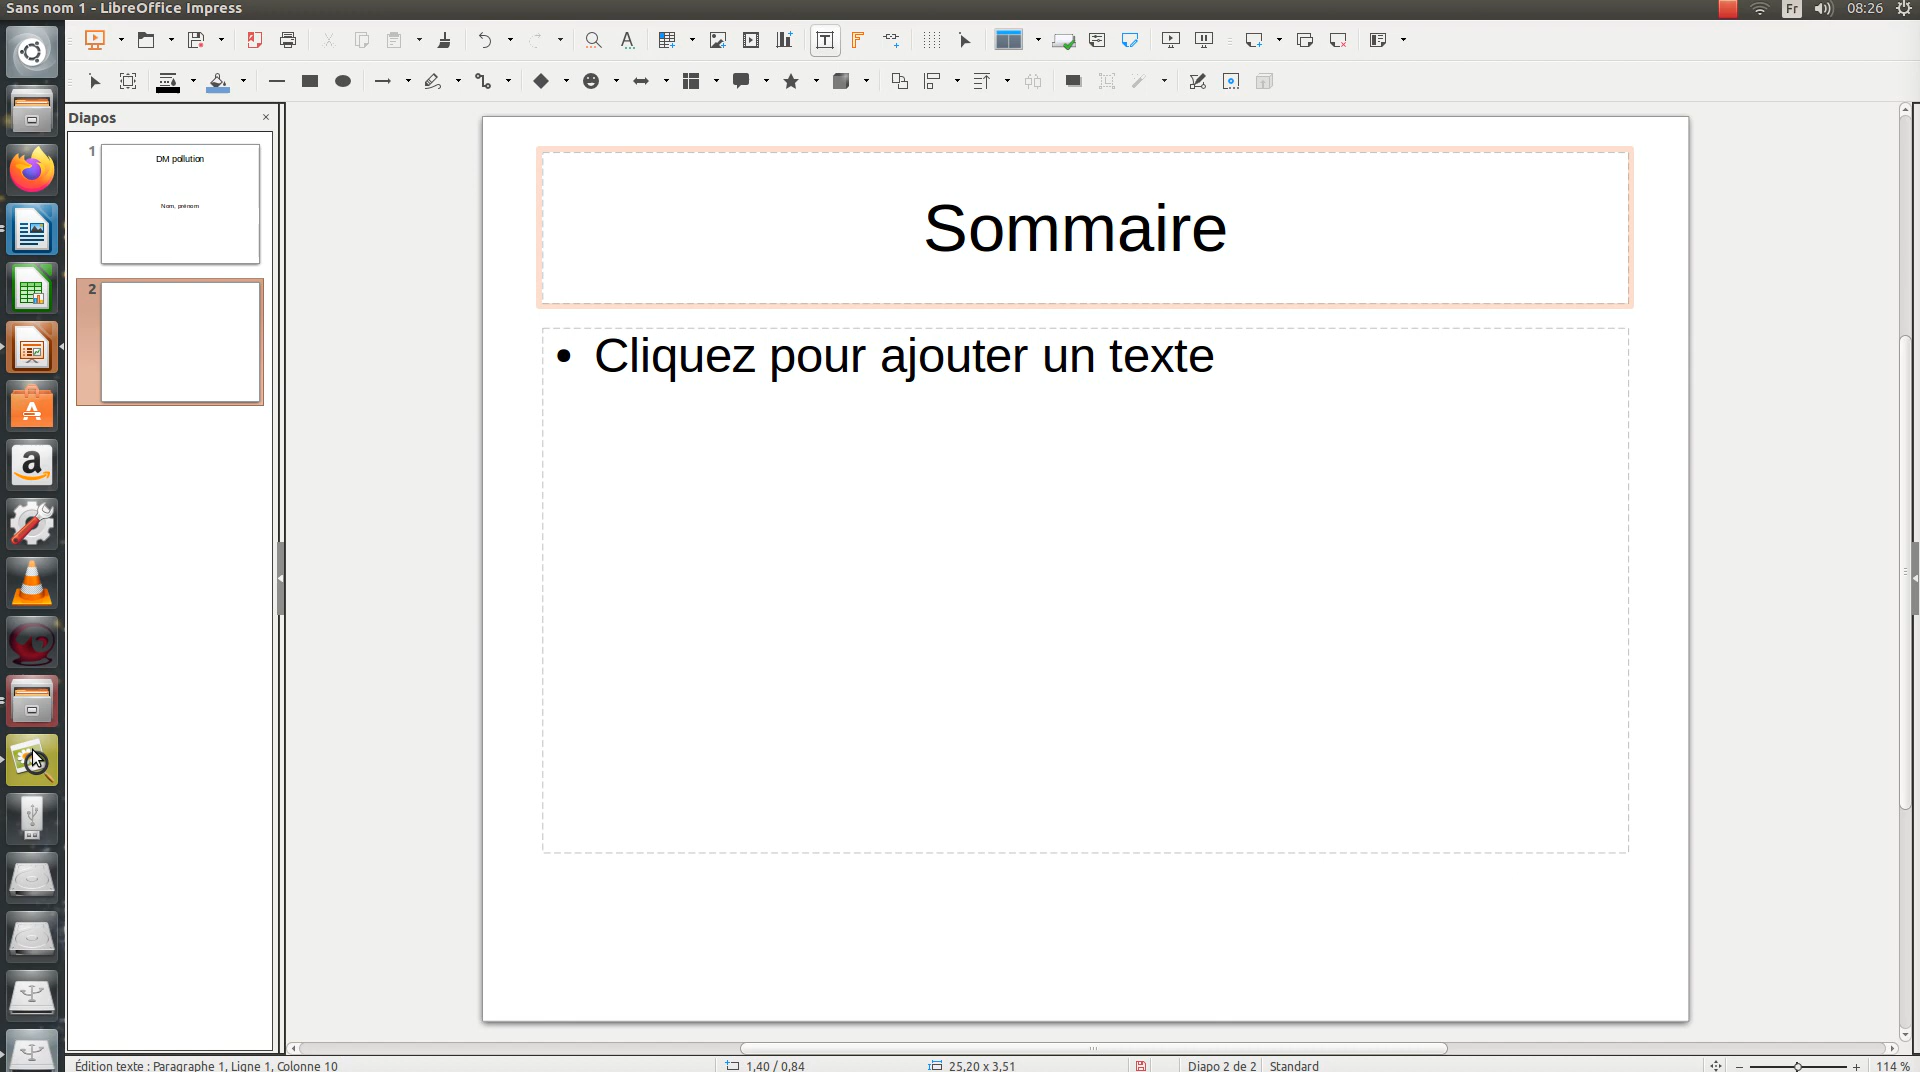 Sans nom 1 - LibreOffice Impress
Fr
08:26
Diapos
1
DM pollution
Nom, prénom
2
Sommaire
• Cliquez pour ajouter un texte
Édition texte : Paragraphe 1, Ligne 1, Colonne 10
1,40 / 0,84
25,20 x 3,51
Diapo 2 de 2
Standard
114 %